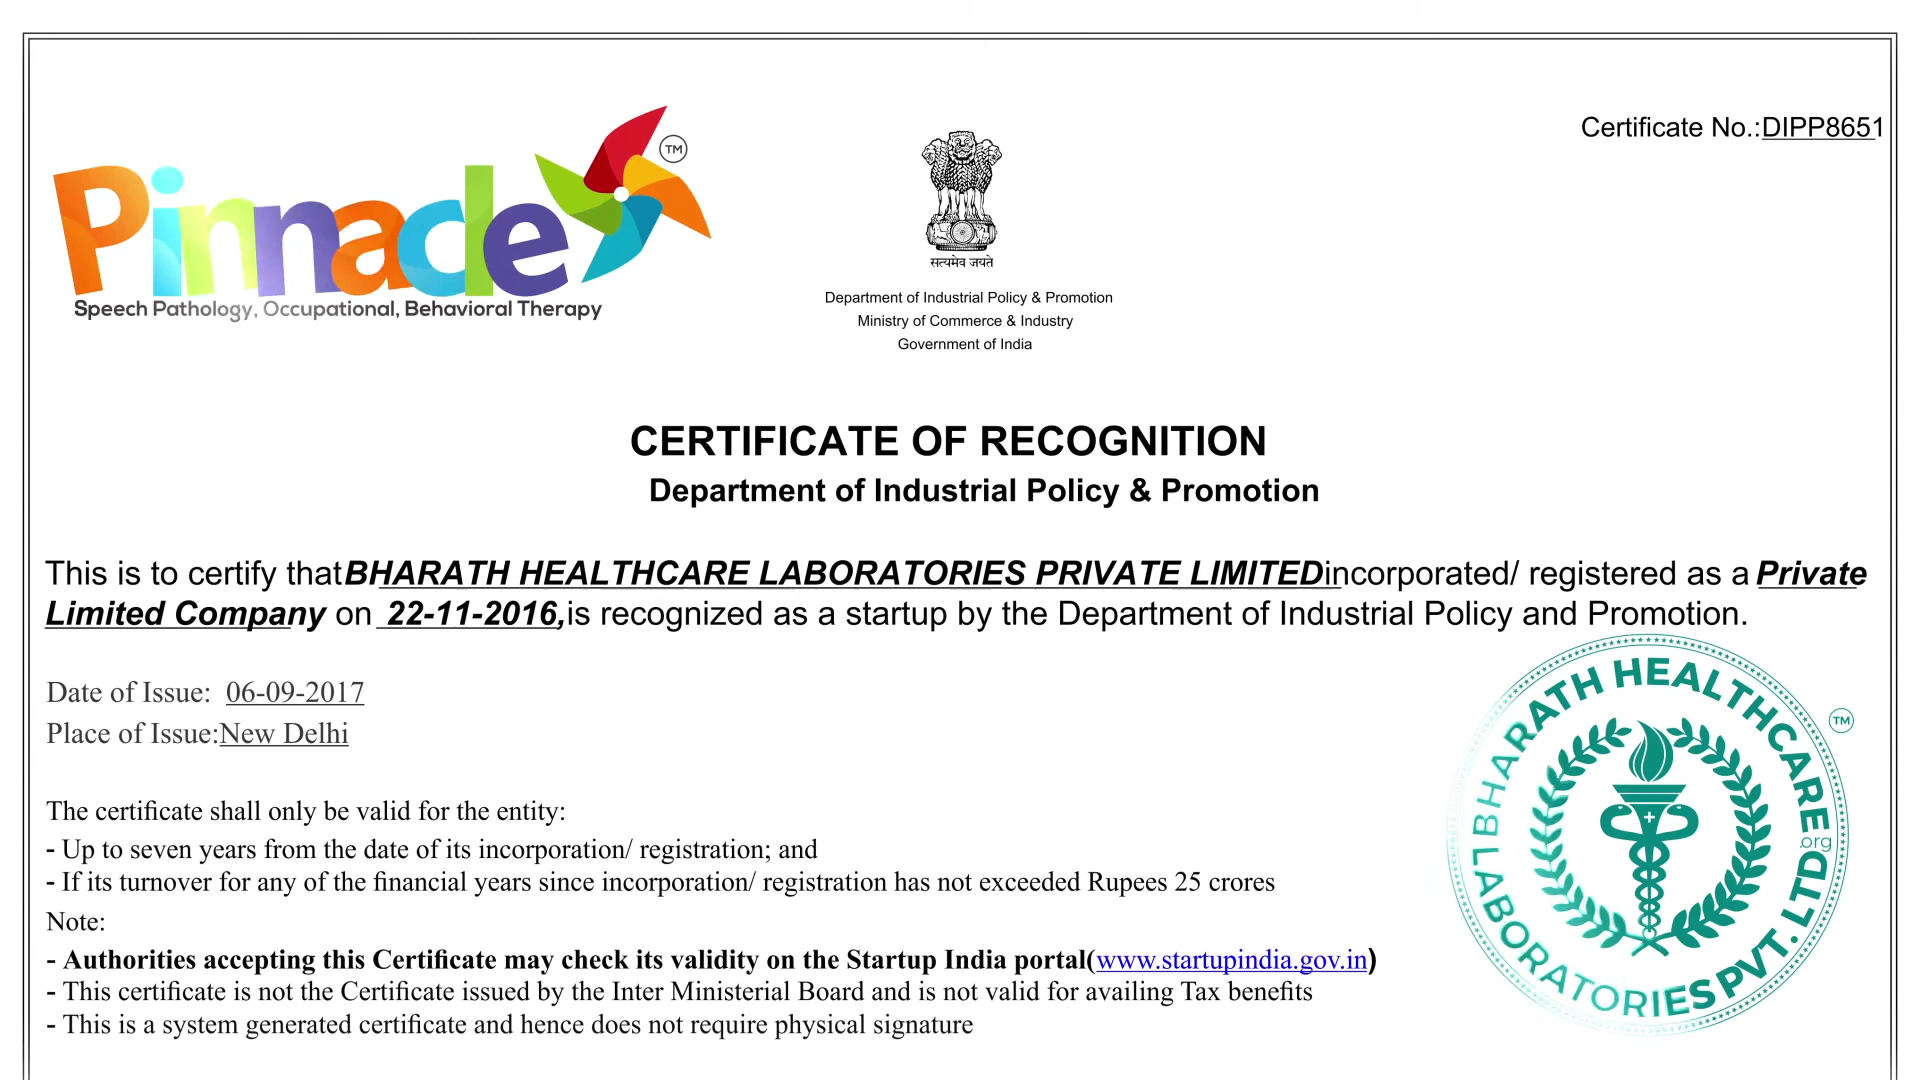 Certificate No.:DIPP8651
Pinnacle
TM
Speech Pathology, Occupational, Behavioral Therapy
सत्यमेव जयते
Department of Industrial Policy & Promotion
Ministry of Commerce & Industry
Government of India
CERTIFICATE OF RECOGNITION
Department of Industrial Policy & Promotion
This is to certify thatBHARATH HEALTHCARE LABORATORIES PRIVATE LIMITEDincorporated/ registered as a Private
Limited Company on 22-11-2016,is recognized as a startup by the Department of Industrial Policy and Promotion.
Date of Issue: 06-09-2017
Place of Issue:New Delhi
The certificate shall only be valid for the entity:
- Up to seven years from the date of its incorporation/ registration; and
- If its turnover for any of the financial years since incorporation/ registration has not exceeded Rupees 25 crores
Note:
- Authorities accepting this Certificate may check its validity on the Startup India portal(www.startupindia.gov.in)
- This certificate is not the Certificate issued by the Inter Ministerial Board and is not valid for availing Tax benefits
- This is a system generated certificate and hence does not require physical signature
BHARATH HEALTHCARE
.org
LABORATORIES PVT. LTD
TM